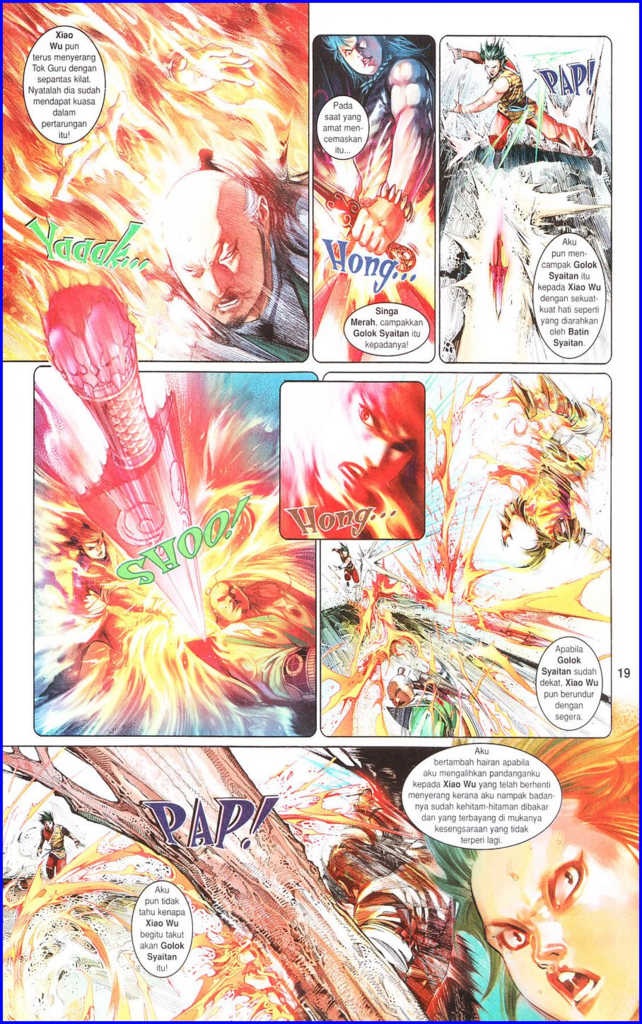 Xiao
Wu pun
terus menyerang
Tok Guru dengan
sepantas kilat.
Nyatalah dia sudah
mendapat kuasa
dalam
pertarungan
itu!
Yaaak...
Pada
saat yang
amat men-
cemaskan
itu...
Hong...
Singa
Merah, campakkan
Golok Syaitan itu
kepadanya!
PAP!
Aku
pun men-
campak Golok
Syaitan itu
kepada Xiao Wu
dengan sekuat-
kuat hati seperti
yang diarahkan
oleh Batin
Syaitan.
SHOO!
Hong...
Apabila
Golok
Syaitan sudah
dekat, Xiao Wu
pun berundur
dengan
segera.
19
PAP!
Aku
pun tidak
tahu kenapa
Xiao Wu
begitu takut
akan Golok
Syaitan
itu!
Aku
bertambah hairan apabila
aku mengalihkan pandanganku
kepada Xiao Wu yang telah berhenti
menyerang kerana aku nampak badan-
nya sudah kehitam-hitaman dibakar
dan yang terbayang di mukanya
kesengsaraan yang tidak
terperi lagi.